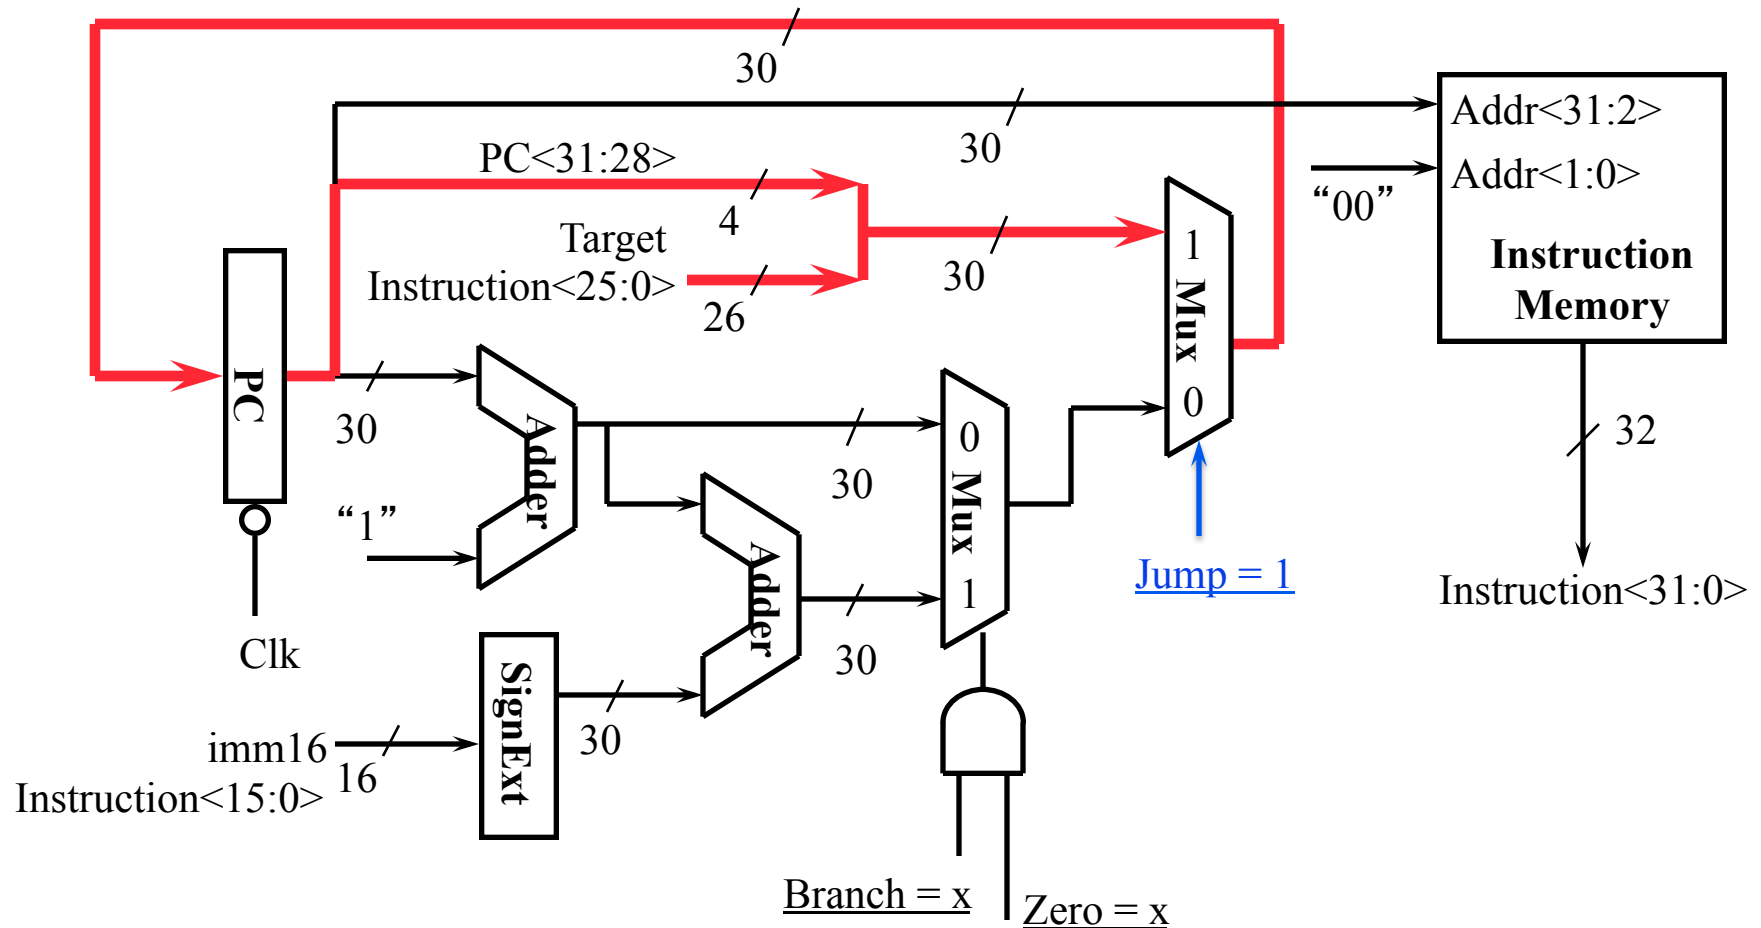 30
Addr<31:2>
30
PC<31:28>
Addr<1:0>
“00”
4
Target
1
Instruction
Instruction<25:0>
30
Memory
26
Mux
PC
0
30
Adder
0
32
30
Mux
“1”
Adder
Jump = 1
1
Instruction<31:0>
Clk
30
SignExt
30
imm16
16
Instruction<15:0>
Branch = x
Zero = x